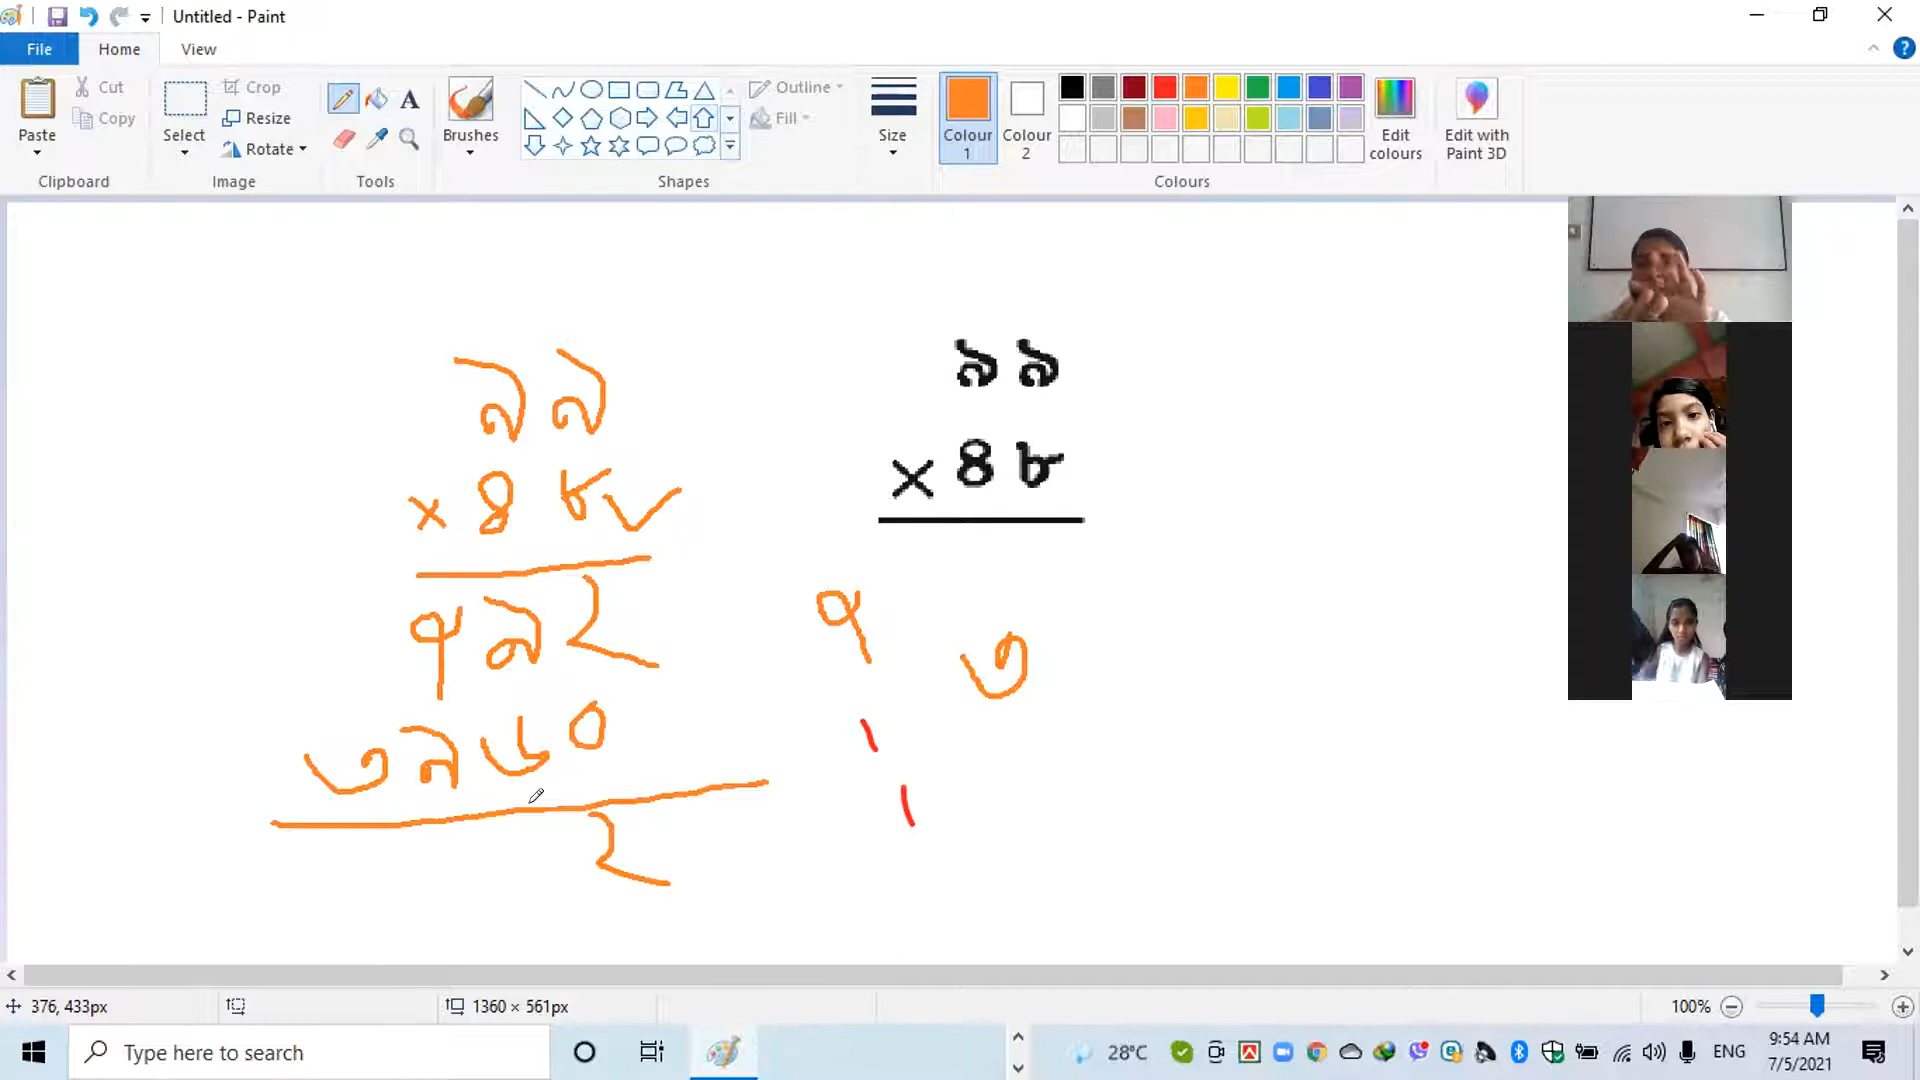 Untitled - Paint
File Home View
Paste
Cut
Copy
Clipboard
Select
Crop
Resize
Rotate
Image
Tools
Brushes
Shapes
Outline
Fill
Size
Colour 1
Colour 2
Edit colours
Edit with Paint 3D
Colours
৯৯
× ৪৮
৯৯
× ৪৮
৭৯২
৩৯৬০
২
৭
৩
376, 433px
1360 × 561px
100%
Type here to search
28°C
ENG
9:54 AM
7/5/2021